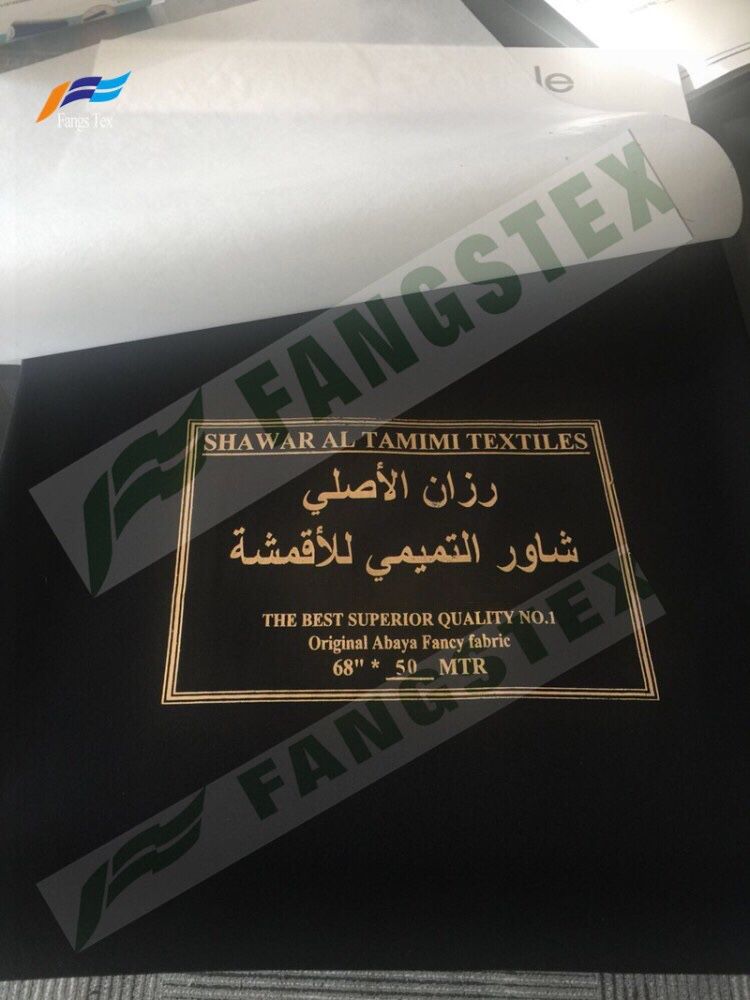 Fangs Tex
le
FANGSTEX
SHAWAR AL TAMIMI TEXTILES
رزان الأصلي
شاور التميمي للأقمشة
THE BEST SUPERIOR QUALITY NO.1
Original Abaya Fancy fabric
68" * 50 MTR
FANGSTEX